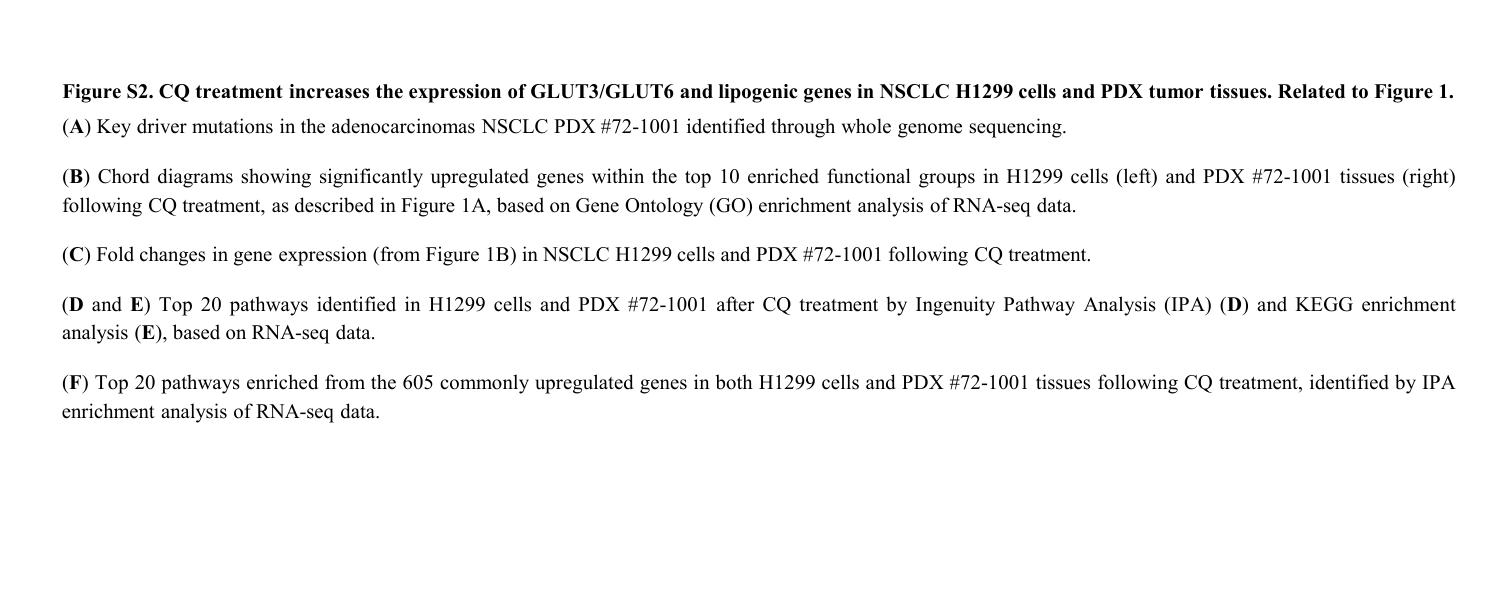 Figure S2. CQ treatment increases the expression of GLUT3/GLUT6 and lipogenic genes in NSCLC H1299 cells and PDX tumor tissues. Related to Figure 1.
(A) Key driver mutations in the adenocarcinomas NSCLC PDX #72-1001 identified through whole genome sequencing.
(B) Chord diagrams showing significantly upregulated genes within the top 10 enriched functional groups in H1299 cells (left) and PDX #72-1001 tissues (right)
following CQ treatment, as described in Figure 1A, based on Gene Ontology (GO) enrichment analysis of RNA-seq data.
(C) Fold changes in gene expression (from Figure 1B) in NSCLC H1299 cells and PDX #72-1001 following CQ treatment.
(D and E) Top 20 pathways identified in H1299 cells and PDX #72-1001 after CQ treatment by Ingenuity Pathway Analysis (IPA) (D) and KEGG enrichment
analysis (E), based on RNA-seq data.
(F) Top 20 pathways enriched from the 605 commonly upregulated genes in both H1299 cells and PDX #72-1001 tissues following CQ treatment, identified by IPA
enrichment analysis of RNA-seq data.